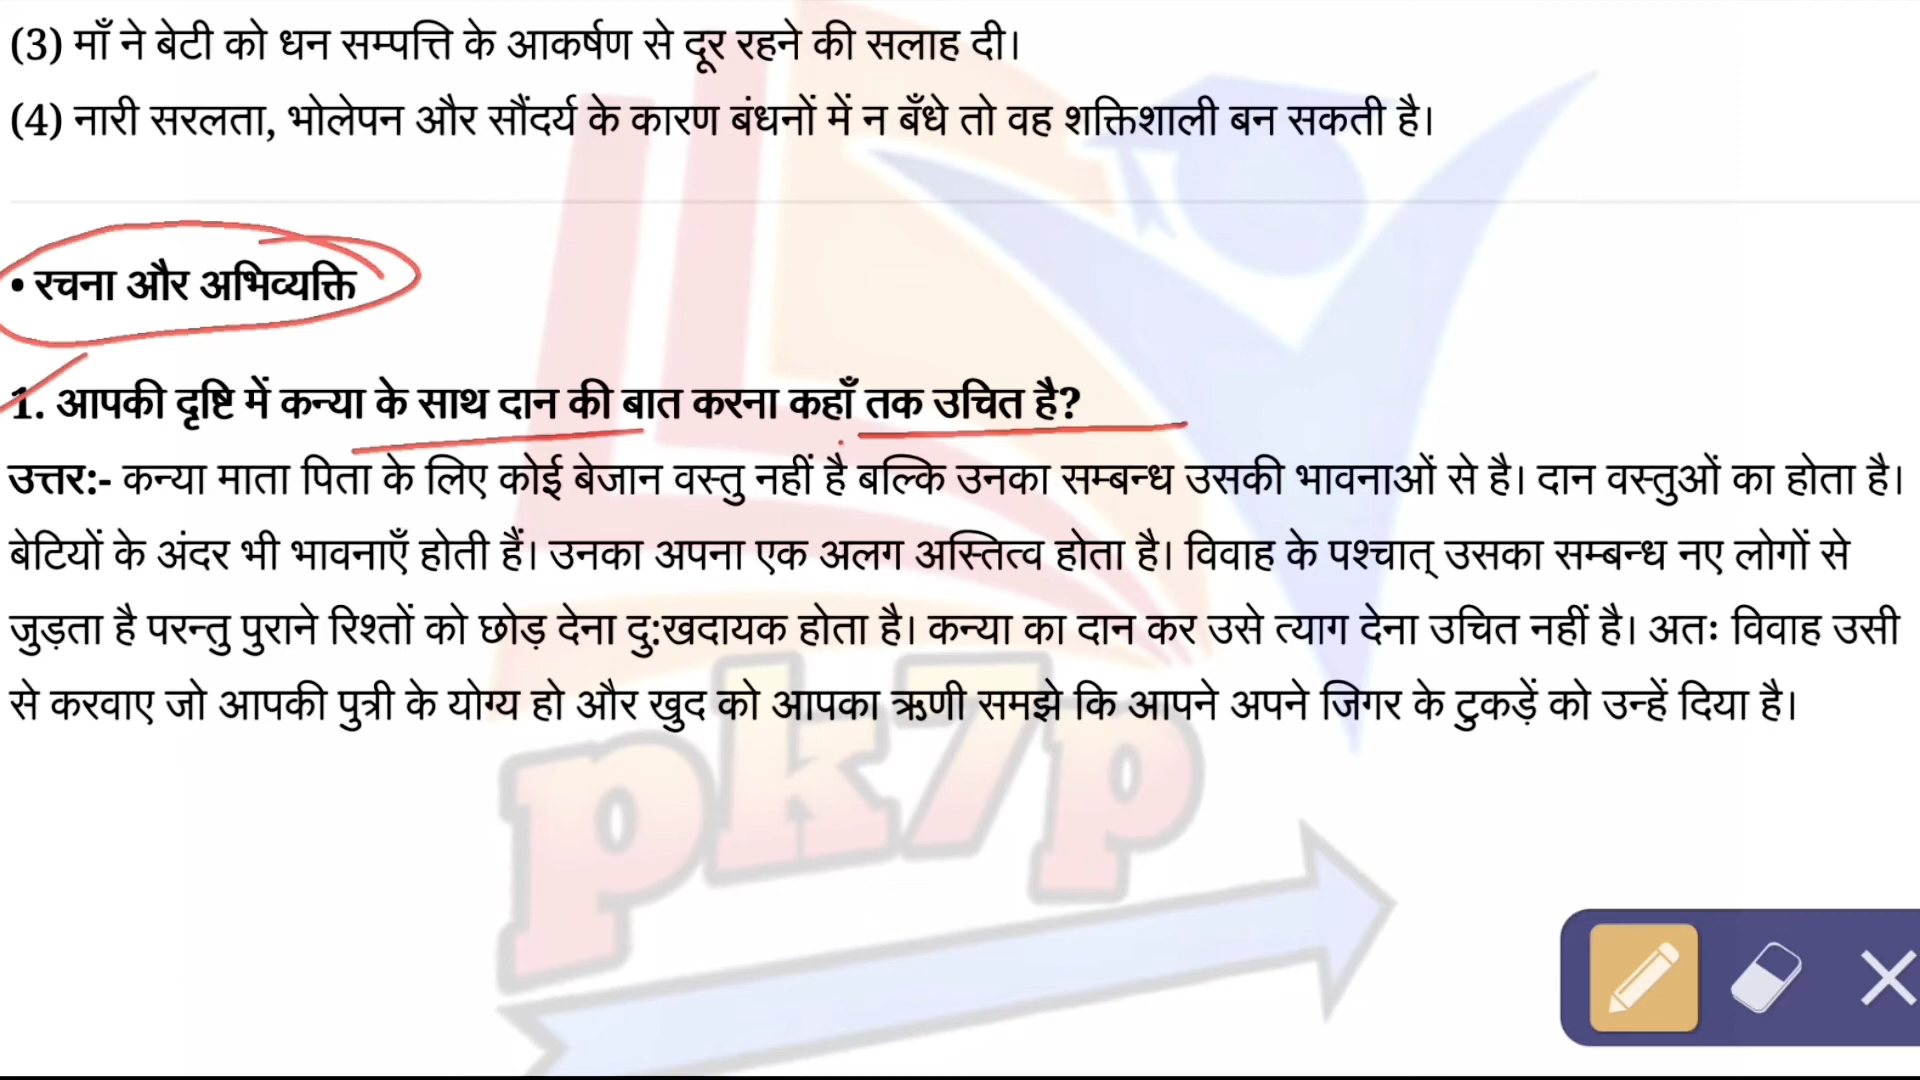 (3) माँ ने बेटी को धन सम्पत्ति के आकर्षण से दूर रहने की सलाह दी।
(4) नारी सरलता, भोलेपन और सौंदर्य के कारण बंधनों में न बँधे तो वह शक्तिशाली बन सकती है।
• रचना और अभिव्यक्ति
1. आपकी दृष्टि में कन्या के साथ दान की बात करना कहाँ तक उचित है?
उत्तर:- कन्या माता पिता के लिए कोई बेजान वस्तु नहीं है बल्कि उनका सम्बन्ध उसकी भावनाओं से है। दान वस्तुओं का होता है।
बेटियों के अंदर भी भावनाएँ होती हैं। उनका अपना एक अलग अस्तित्व होता है। विवाह के पश्चात् उसका सम्बन्ध नए लोगों से
जुड़ता है परन्तु पुराने रिश्तों को छोड़ देना दु:खदायक होता है। कन्या का दान कर उसे त्याग देना उचित नहीं है। अतः विवाह उसी
से करवाए जो आपकी पुत्री के योग्य हो और खुद को आपका ऋणी समझे कि आपने अपने जिगर के टुकड़ें को उन्हें दिया है।
pk7p